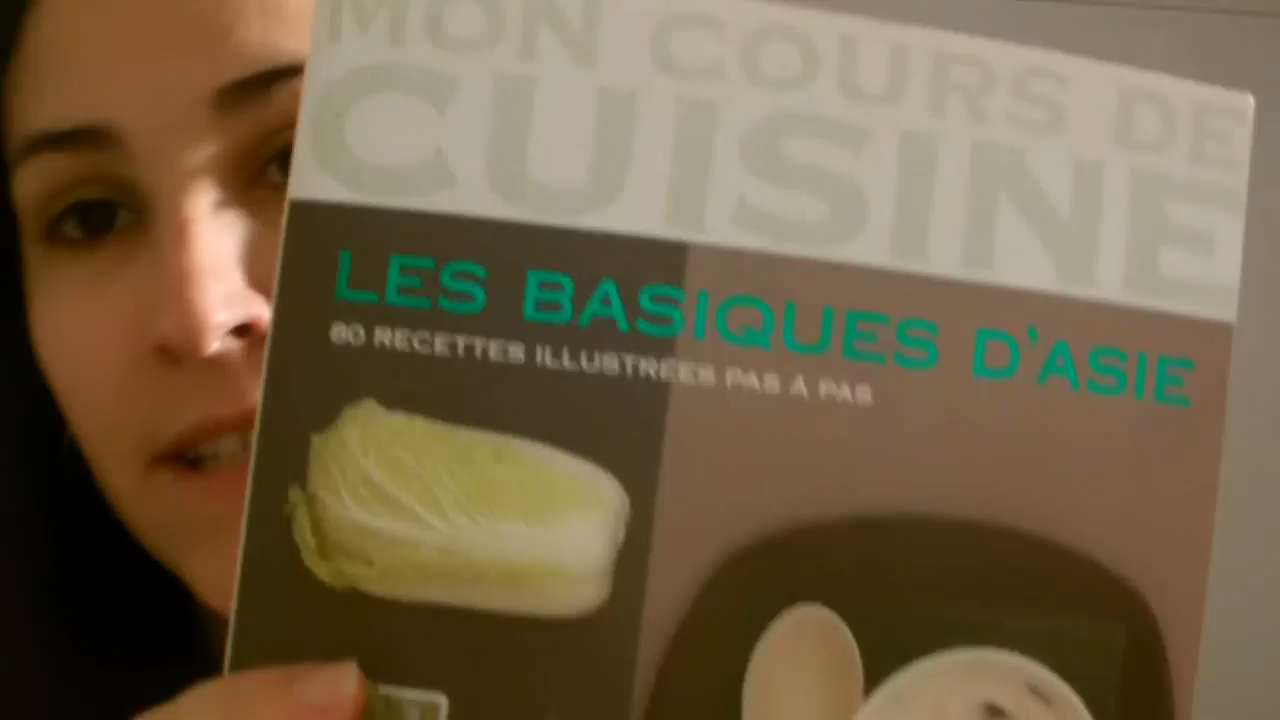 MON COURS DE
CUISINE
LES BASIQUES D'ASIE
80 RECETTES ILLUSTRÉES PAS À PAS